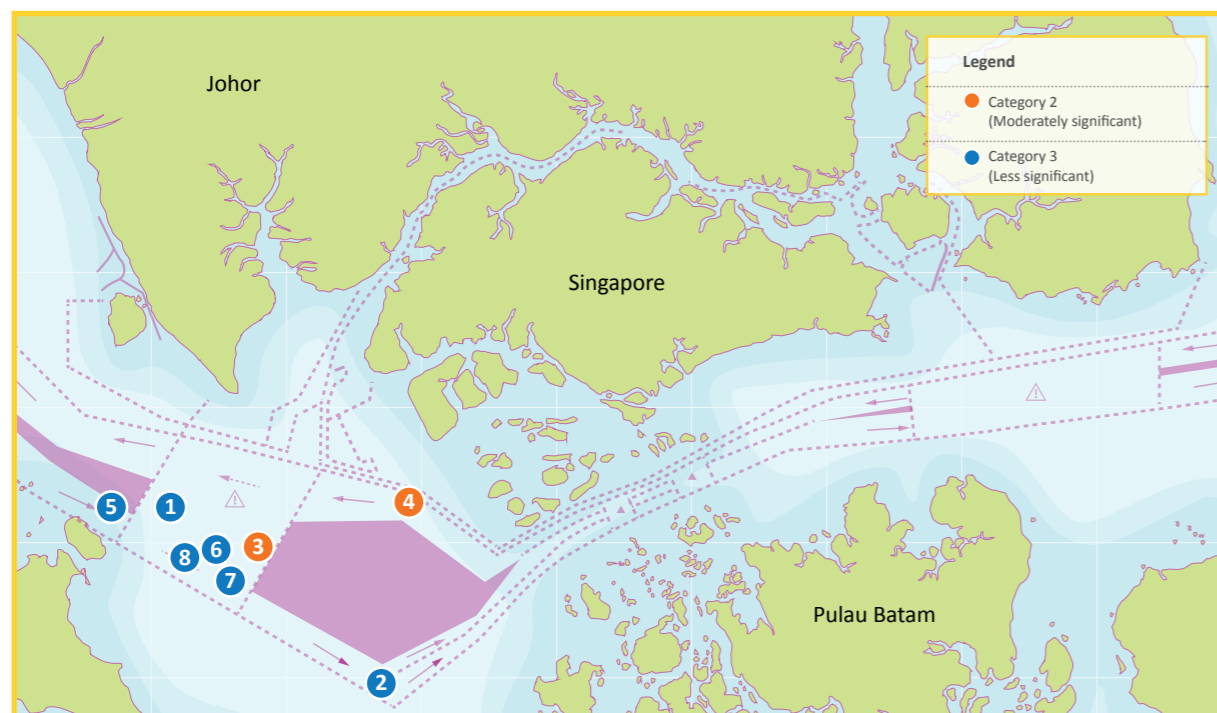 Johor
Legend
Category 2
(Moderately significant)
Category 3
(Less significant)
Singapore
4
5
1
3
6
8
7
Pulau Batam
2